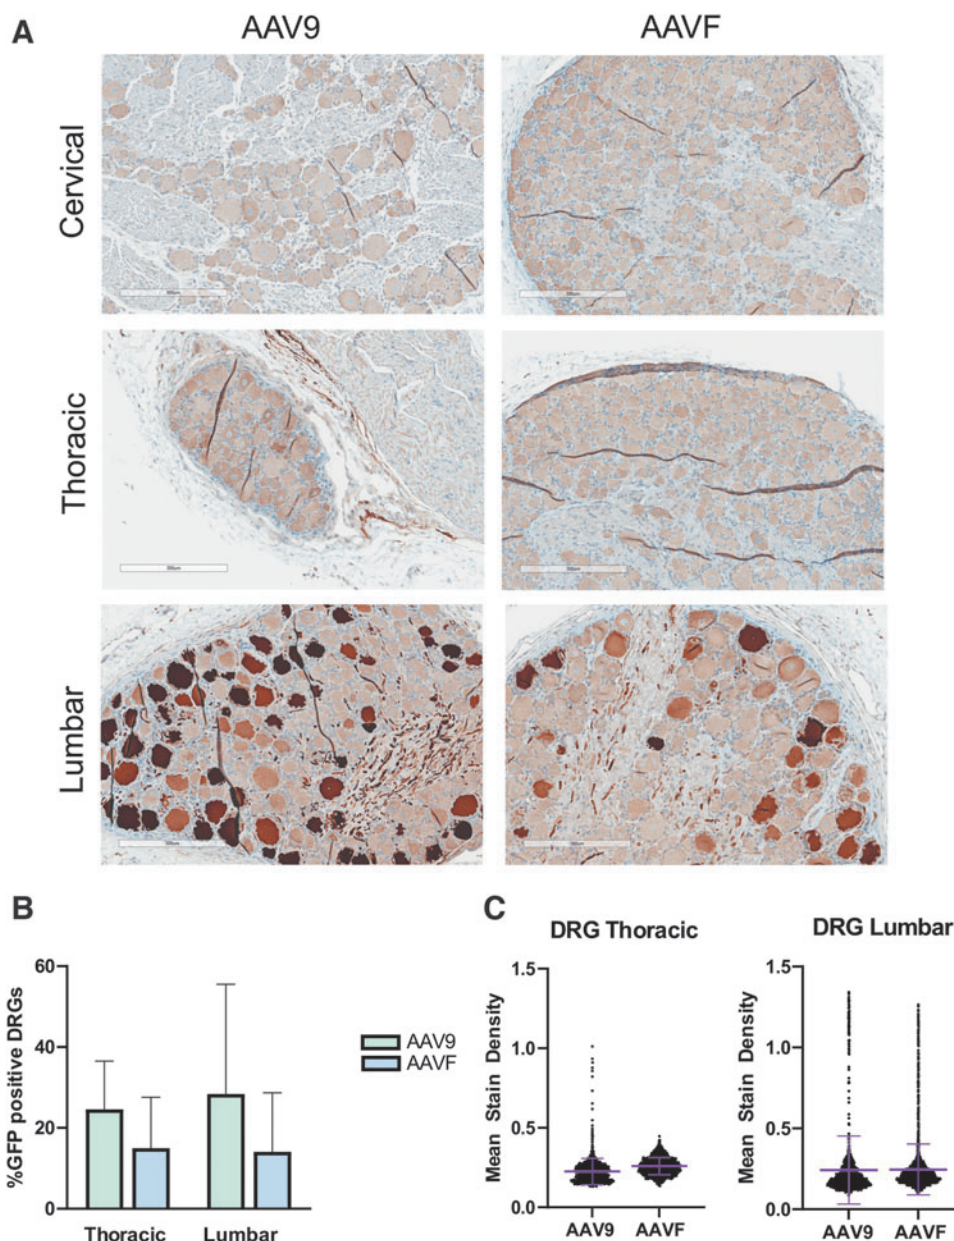 A
AAV9
AAVF
Cervical
Thoracic
Lumbar
B
%GFP positive DRGs
60
40
20
0
Thoracic
Lumbar
AAV9
AAVF
C
DRG Thoracic
Mean Stain Density
1.5
1.0
0.5
0.0
AAV9
AAVF
DRG Lumbar
Mean Stain Density
1.5
1.0
0.5
0.0
AAV9
AAVF